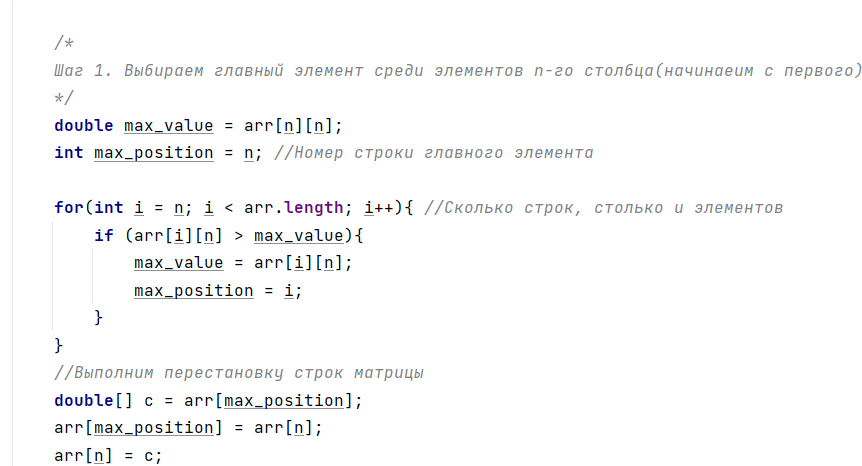 /*
Шаг 1. Выбираем главный элемент среди элементов n-го столбца(начинаеим с первого)
*/
double max_value = arr[n][n];
int max_position = n; //Номер строки главного элемента
for(int i = n; i < arr.length; i++){ //Сколько строк, столько и элементов
if (arr[i][n] > max_value){
max_value = arr[i][n];
max_position = i;
}
}
//Выполним перестановку строк матрицы
double[] c = arr[max_position];
arr[max_position] = arr[n];
arr[n] = c;